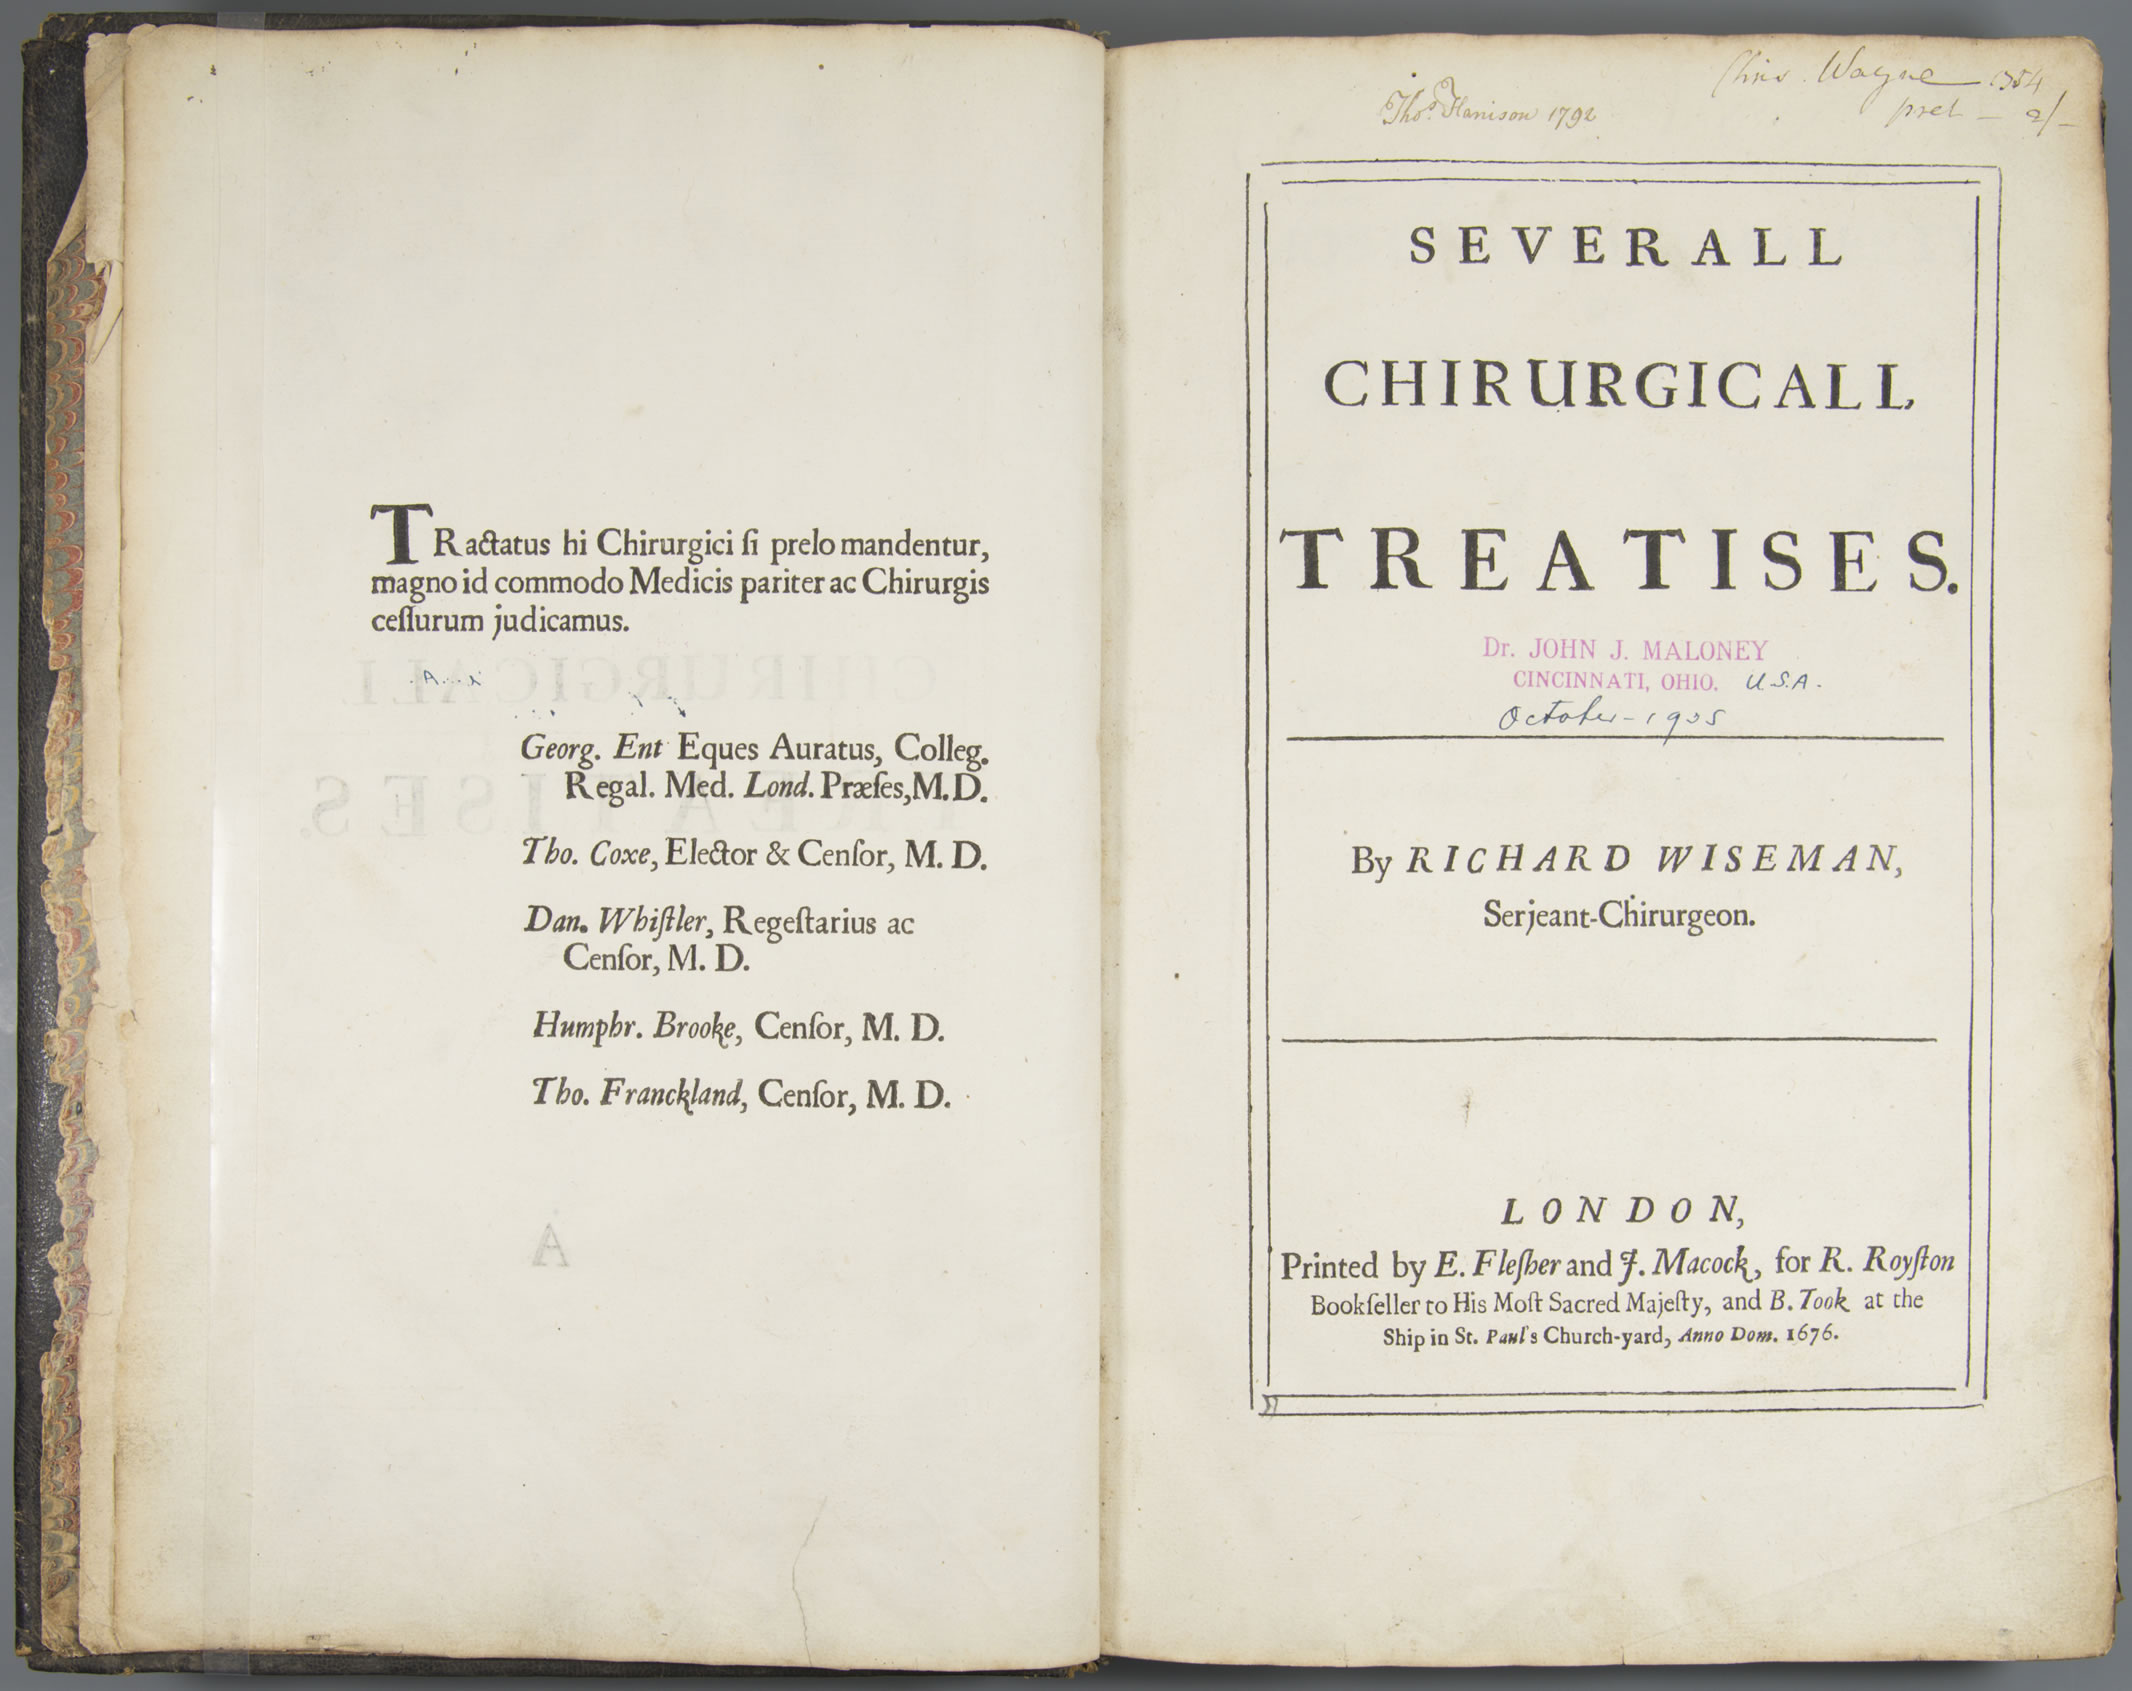 TRactatus hi Chirurgici ſi prelo mandentur,
magno id commodo Medicis pariter ac Chirurgis
ceſſurum judicamus.
Georg. Ent Eques Auratus, Colleg.
Regal. Med. Lond. Præſes, M. D.
Tho. Coxe, Elector & Cenſor, M. D.
Dan. Whiſtler, Regeſtarius ac
Cenſor, M. D.
Humphr. Brooke, Cenſor, M. D.
Tho. Franckland, Cenſor, M. D.
Chris. Wayne
pret - 2/-
Tho.s Harrison 1792
SEVERALL
CHIRURGICALL
TREATISES.
Dr. JOHN J. MALONEY
CINCINNATI, OHIO. U.S.A.
October - 1935
By RICHARD WISEMAN,
Serjeant-Chirurgeon.
LONDON,
Printed by E. Fleſher and J. Macock, for R. Royſton
Bookſeller to His Moſt Sacred Majeſty, and B. Took at the
Ship in St. Paul's Church-yard, Anno Dom. 1676.